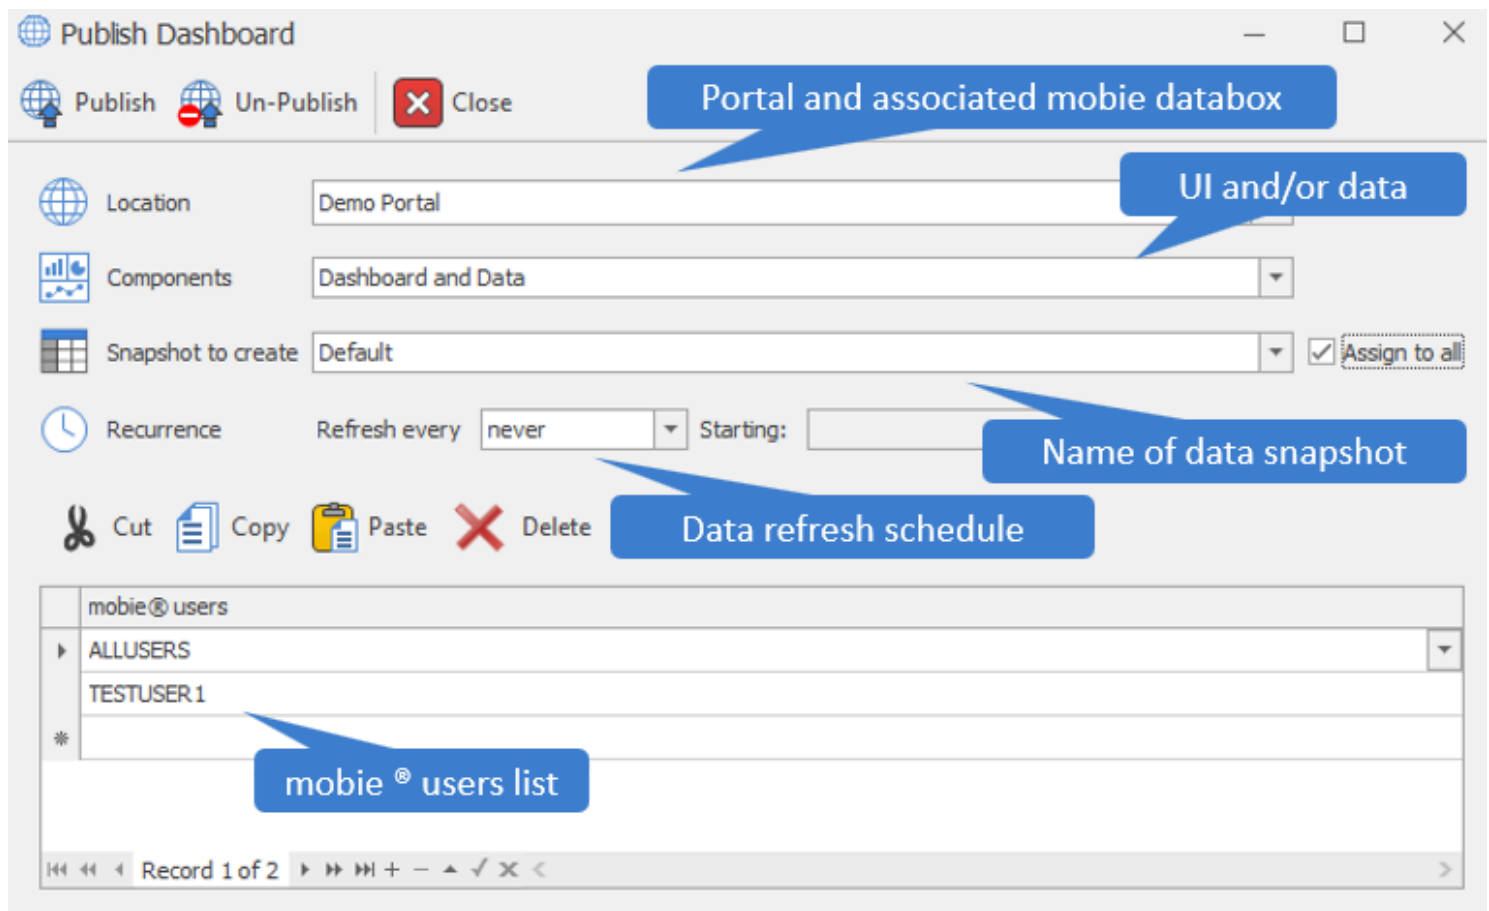 Publish Dashboard
Publish Un-Publish Close
Portal and associated mobie databox
UI and/or data
Location Demo Portal
Components Dashboard and Data
Snapshot to create Default Assign to all
Recurrence Refresh every never Starting:
Name of data snapshot
Cut Copy Paste Delete
Data refresh schedule
mobie® users
ALLUSERS
TESTUSER1
mobie ® users list
Record 1 of 2